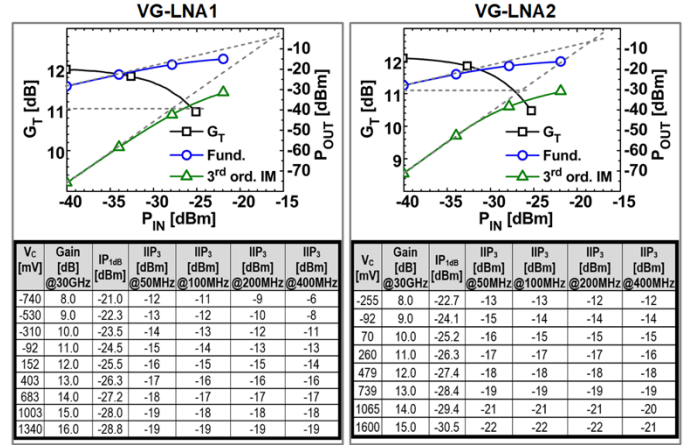 VG-LNA1
12
11
10
G_T [dB]
-10
-20
-30
-40
-50
-60
-70
P_OUT [dBm]
G_T
Fund.
3rd ord. IM
-40 -35 -30 -25 -20 -15
P_IN [dBm]
V_C [mV] Gain [dB] @30GHz IP_1dB [dBm] IIP_3 [dBm] @50MHz IIP_3 [dBm] @100MHz IIP_3 [dBm] @200MHz IIP_3 [dBm] @400MHz
-740 8.0 -21.0 -12 -11 -9 -6
-530 9.0 -22.3 -13 -12 -10 -8
-310 10.0 -23.5 -14 -13 -12 -11
-92 11.0 -24.5 -15 -14 -13 -13
152 12.0 -25.5 -16 -15 -15 -14
403 13.0 -26.3 -17 -16 -16 -16
683 14.0 -27.2 -18 -17 -17 -17
1003 15.0 -28.0 -19 -18 -18 -18
1340 16.0 -28.8 -19 -19 -19 -19
VG-LNA2
12
11
10
9
G_T [dB]
-10
-20
-30
-40
-50
-60
-70
P_OUT [dBm]
G_T
Fund.
3rd ord. IM
-40 -35 -30 -25 -20 -15
P_IN [dBm]
V_C [mV] Gain [dB] @30GHz IP_1dB [dBm] IIP_3 [dBm] @50MHz IIP_3 [dBm] @100MHz IIP_3 [dBm] @200MHz IIP_3 [dBm] @400MHz
-255 8.0 -22.7 -13 -13 -12 -12
-92 9.0 -24.1 -15 -14 -14 -14
70 10.0 -25.2 -16 -15 -15 -15
260 11.0 -26.3 -17 -17 -17 -16
479 12.0 -27.4 -18 -18 -18 -18
739 13.0 -28.4 -19 -19 -19 -19
1065 14.0 -29.4 -21 -21 -21 -20
1600 15.0 -30.5 -22 -22 -22 -21